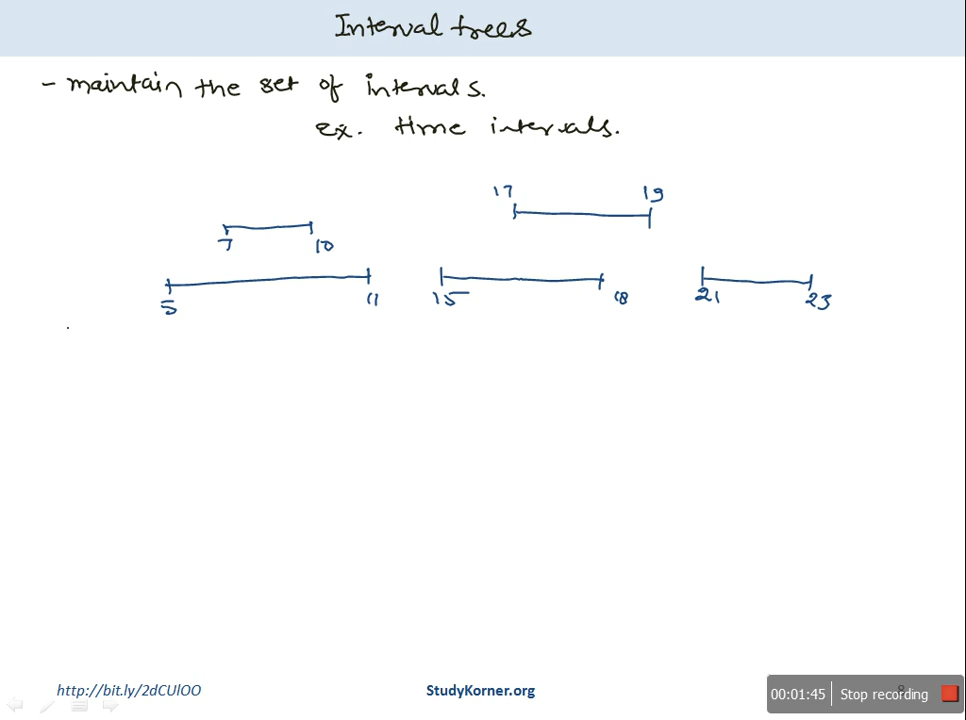 Interval trees
- maintain the set of intervals.
Ex. time intervals.
17 19
7 10
5 11 15 18 21 23
http://bit.ly/2dCUlOO StudyKorner.org 00:01:45 Stop recording